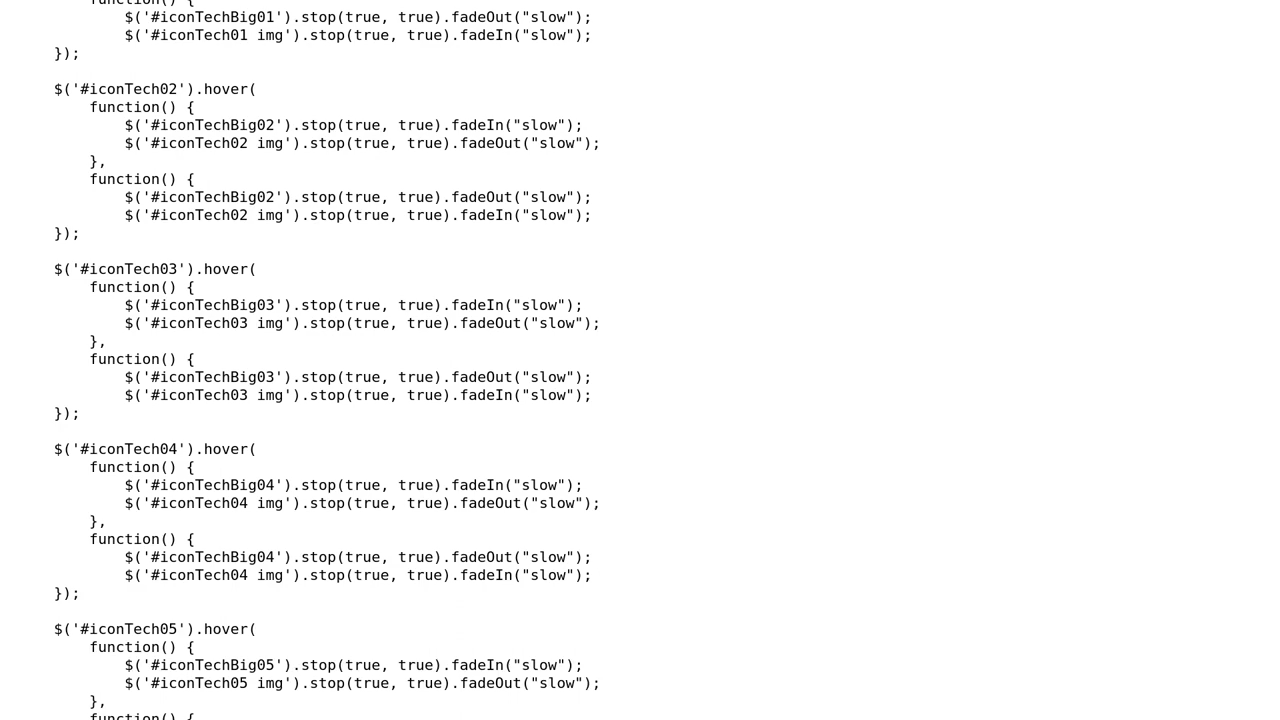 function() {
$('#iconTechBig01').stop(true, true).fadeOut("slow");
$('#iconTech01 img').stop(true, true).fadeIn("slow");
});
$('#iconTech02').hover(
function() {
$('#iconTechBig02').stop(true, true).fadeIn("slow");
$('#iconTech02 img').stop(true, true).fadeOut("slow");
},
function() {
$('#iconTechBig02').stop(true, true).fadeOut("slow");
$('#iconTech02 img').stop(true, true).fadeIn("slow");
});
$('#iconTech03').hover(
function() {
$('#iconTechBig03').stop(true, true).fadeIn("slow");
$('#iconTech03 img').stop(true, true).fadeOut("slow");
},
function() {
$('#iconTechBig03').stop(true, true).fadeOut("slow");
$('#iconTech03 img').stop(true, true).fadeIn("slow");
});
$('#iconTech04').hover(
function() {
$('#iconTechBig04').stop(true, true).fadeIn("slow");
$('#iconTech04 img').stop(true, true).fadeOut("slow");
},
function() {
$('#iconTechBig04').stop(true, true).fadeOut("slow");
$('#iconTech04 img').stop(true, true).fadeIn("slow");
});
$('#iconTech05').hover(
function() {
$('#iconTechBig05').stop(true, true).fadeIn("slow");
$('#iconTech05 img').stop(true, true).fadeOut("slow");
},
function() {